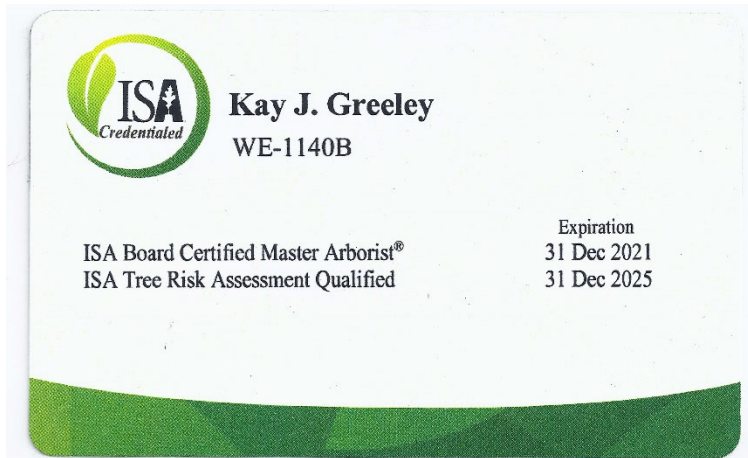 ISA
Credentialed
Kay J. Greeley
WE-1140B
Expiration
ISA Board Certified Master Arborist® 31 Dec 2021
ISA Tree Risk Assessment Qualified 31 Dec 2025